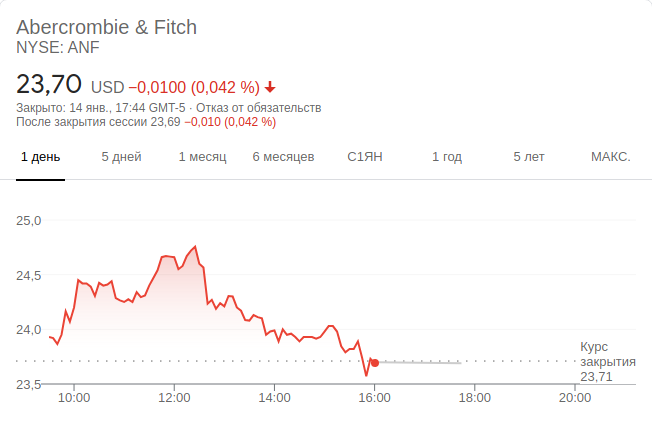 Abercrombie & Fitch
NYSE: ANF
23,70 USD −0,0100 (0,042 %)
Закрыто: 14 янв., 17:44 GMT-5 · Отказ от обязательств
После закрытия сессии 23,69 −0,010 (0,042 %)
1 день 5 дней 1 месяц 6 месяцев С1ЯН 1 год 5 лет МАКС.
25,0
24,5
24,0
Курс
закрытия
23,71
23,5
10:00 12:00 14:00 16:00 18:00 20:00